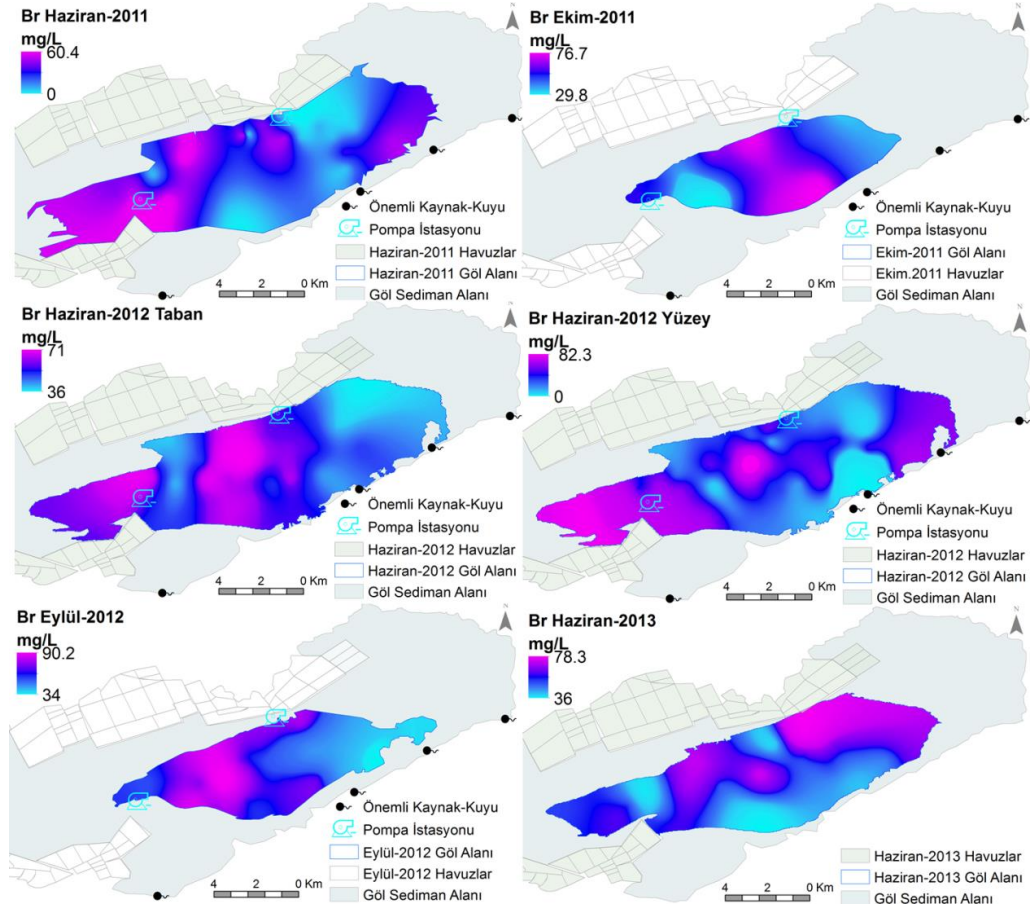 Br Haziran-2011
mg/L
60.4
0
N
Önemli Kaynak-Kuyu
Pompa İstasyonu
Haziran-2011 Havuzlar
Haziran-2011 Göl Alanı
Göl Sediman Alanı
4 2 0 Km
Br Ekim-2011
mg/L
76.7
29.8
N
Önemli Kaynak-Kuyu
Pompa İstasyonu
Ekim-2011 Göl Alanı
Ekim.2011 Havuzlar
Göl Sediman Alanı
4 2 0 Km
Br Haziran-2012 Taban
mg/L
71
36
N
Önemli Kaynak-Kuyu
Pompa İstasyonu
Haziran-2012 Havuzlar
Haziran-2012 Göl Alanı
Göl Sediman Alanı
4 2 0 Km
Br Haziran-2012 Yüzey
mg/L
82.3
0
N
Önemli Kaynak-Kuyu
Pompa İstasyonu
Haziran-2012 Havuzlar
Haziran-2012 Göl Alanı
Göl Sediman Alanı
4 2 0 Km
Br Eylül-2012
mg/L
90.2
34
N
Önemli Kaynak-Kuyu
Pompa İstasyonu
Eylül-2012 Göl Alanı
Eylül-2012 Havuzlar
Göl Sediman Alanı
4 2 0 Km
Br Haziran-2013
mg/L
78.3
36
N
Haziran-2013 Havuzlar
Haziran-2013 Göl Alanı
Göl Sediman Alanı
4 2 0 Km